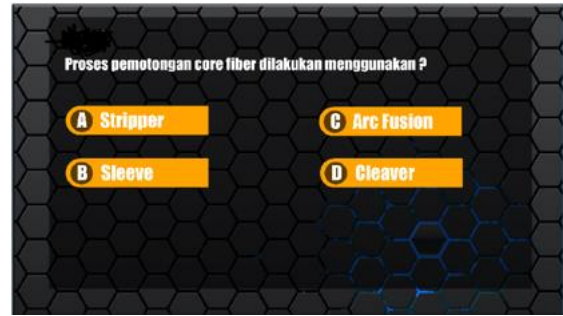 Proses pemotongan core fiber dilakukan menggunakan ?
A Stripper
B Sleeve
C Arc Fusion
D Cleaver